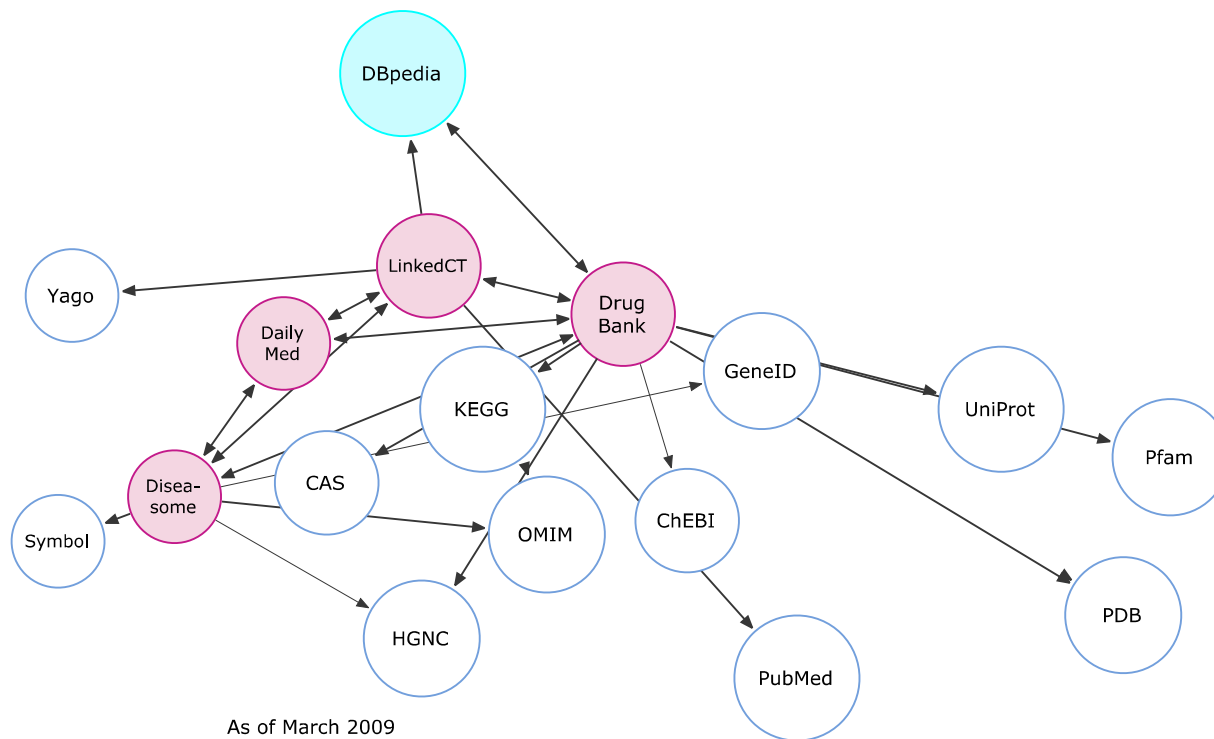 DBpedia
LinkedCT
Yago
Drug
Bank
Daily
Med
GeneID
KEGG
UniProt
Pfam
CAS
Disea-
some
ChEBI
OMIM
Symbol
PDB
HGNC
PubMed
As of March 2009